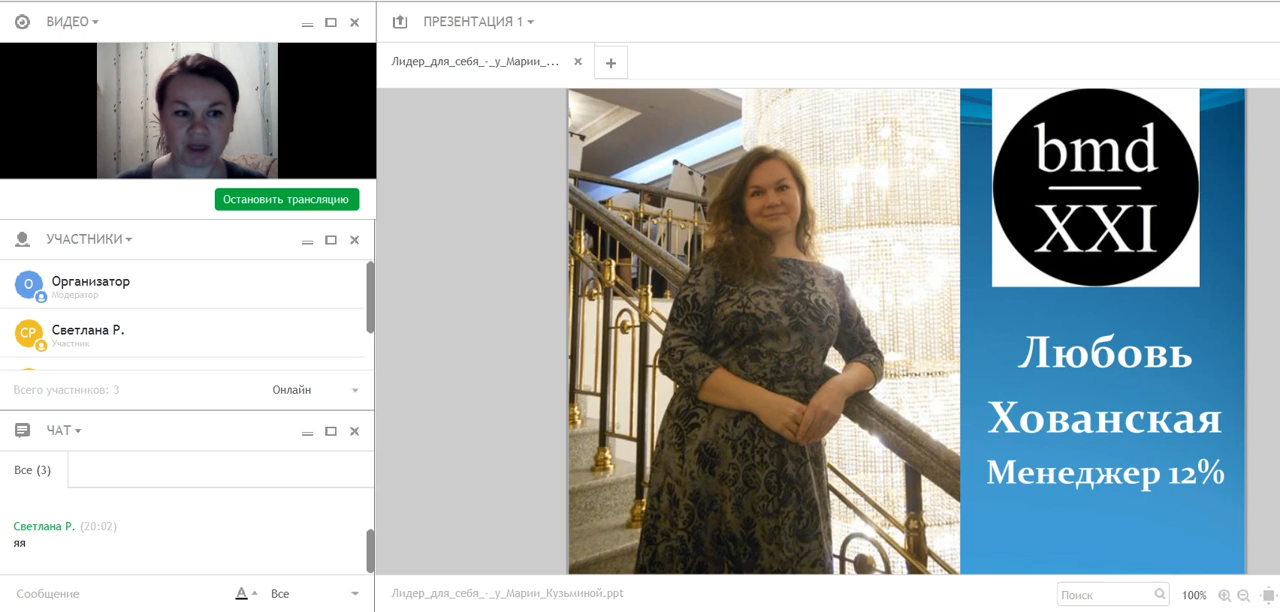 ВИДЕО
Остановить трансляцию
УЧАСТНИКИ
О
Организатор
Модератор
СР
Светлана Р.
Участник
Всего участников: 3
Онлайн
ЧАТ
Все (3)
Светлана Р. (20:02)
яя
Сообщение
А
Все
ПРЕЗЕНТАЦИЯ 1
Лидер_для_себя_-_у_Марии_...
bmd
XXI
Любовь
Хованская
Менеджер 12%
Лидер_для_себя_-_у_Марии_Кузьминой.ppt
Поиск
100%